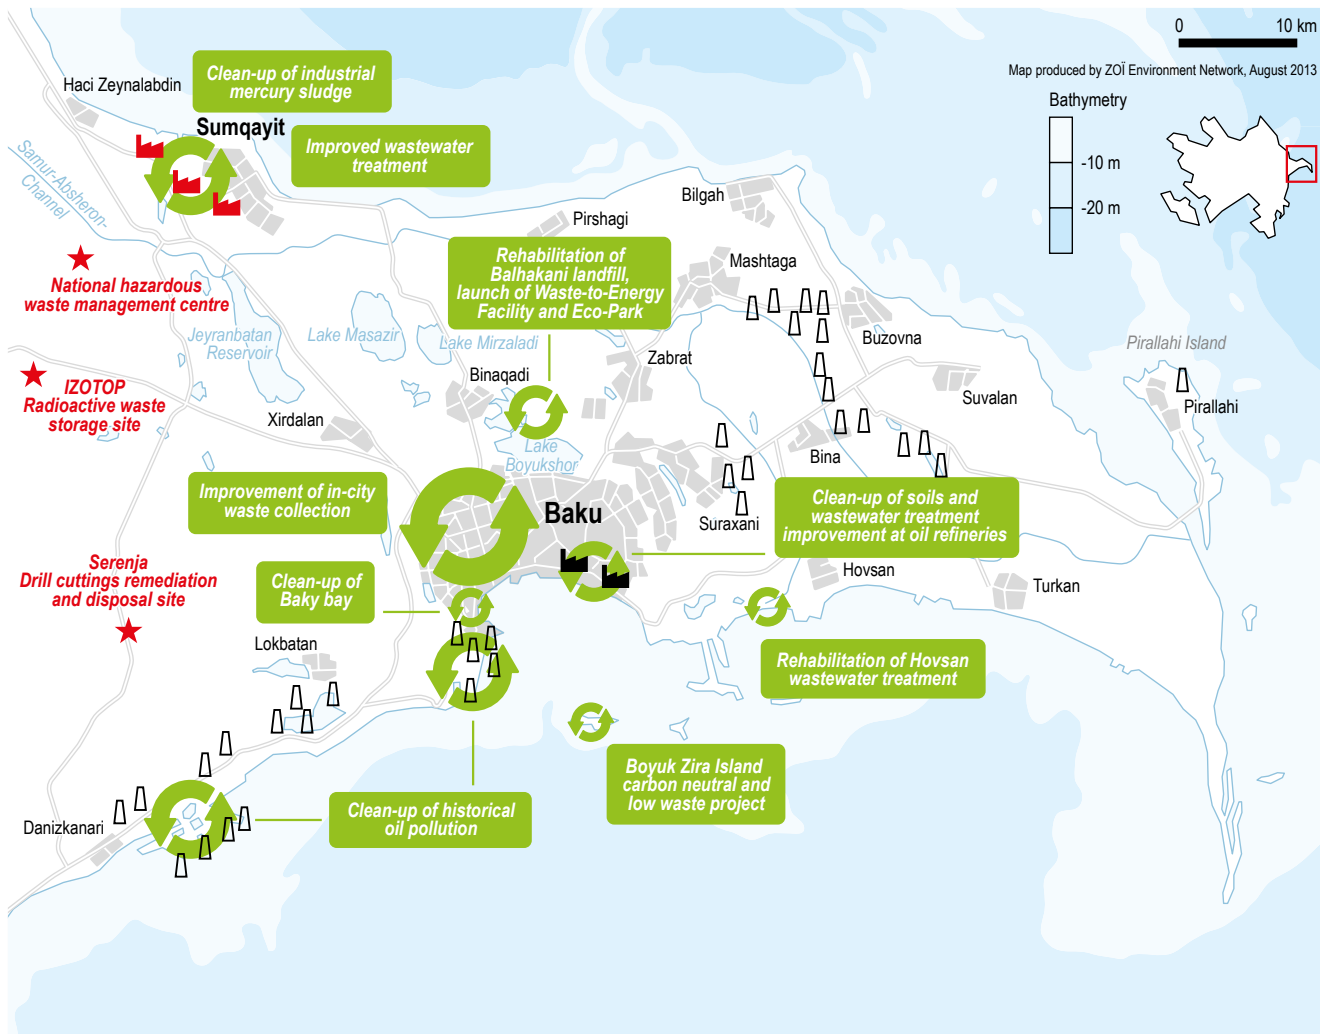 0 10 km
Map produced by ZOÏ Environment Network, August 2013
Bathymetry
-10 m
-20 m
Haci Zeynalabdin
Clean-up of industrial
mercury sludge
Sumqayit
Improved wastewater
treatment
Samur-Absheron-
Channel
Bilgah
Pirshagi
National hazardous
waste management centre
Rehabilitation of
Balhakani landfill,
launch of Waste-to-Energy
Facility and Eco-Park
Mashtaga
Jeyranbatan
Reservoir
Lake Masazir
Lake Mirzaladi
Buzovna
Pirallahi Island
Zabrat
Binaqadi
IZOTOP
Radioactive waste
storage site
Suvalan
Pirallahi
Xirdalan
Lake
Boyukshor
Bina
Improvement of in-city
waste collection
Baku
Suraxani
Clean-up of soils and
wastewater treatment
improvement at oil refineries
Serenja
Drill cuttings remediation
and disposal site
Clean-up of
Baky bay
Hovsan
Turkan
Lokbatan
Rehabilitation of Hovsan
wastewater treatment
Boyuk Zira Island
carbon neutral and
low waste project
Clean-up of historical
oil pollution
Danizkanari